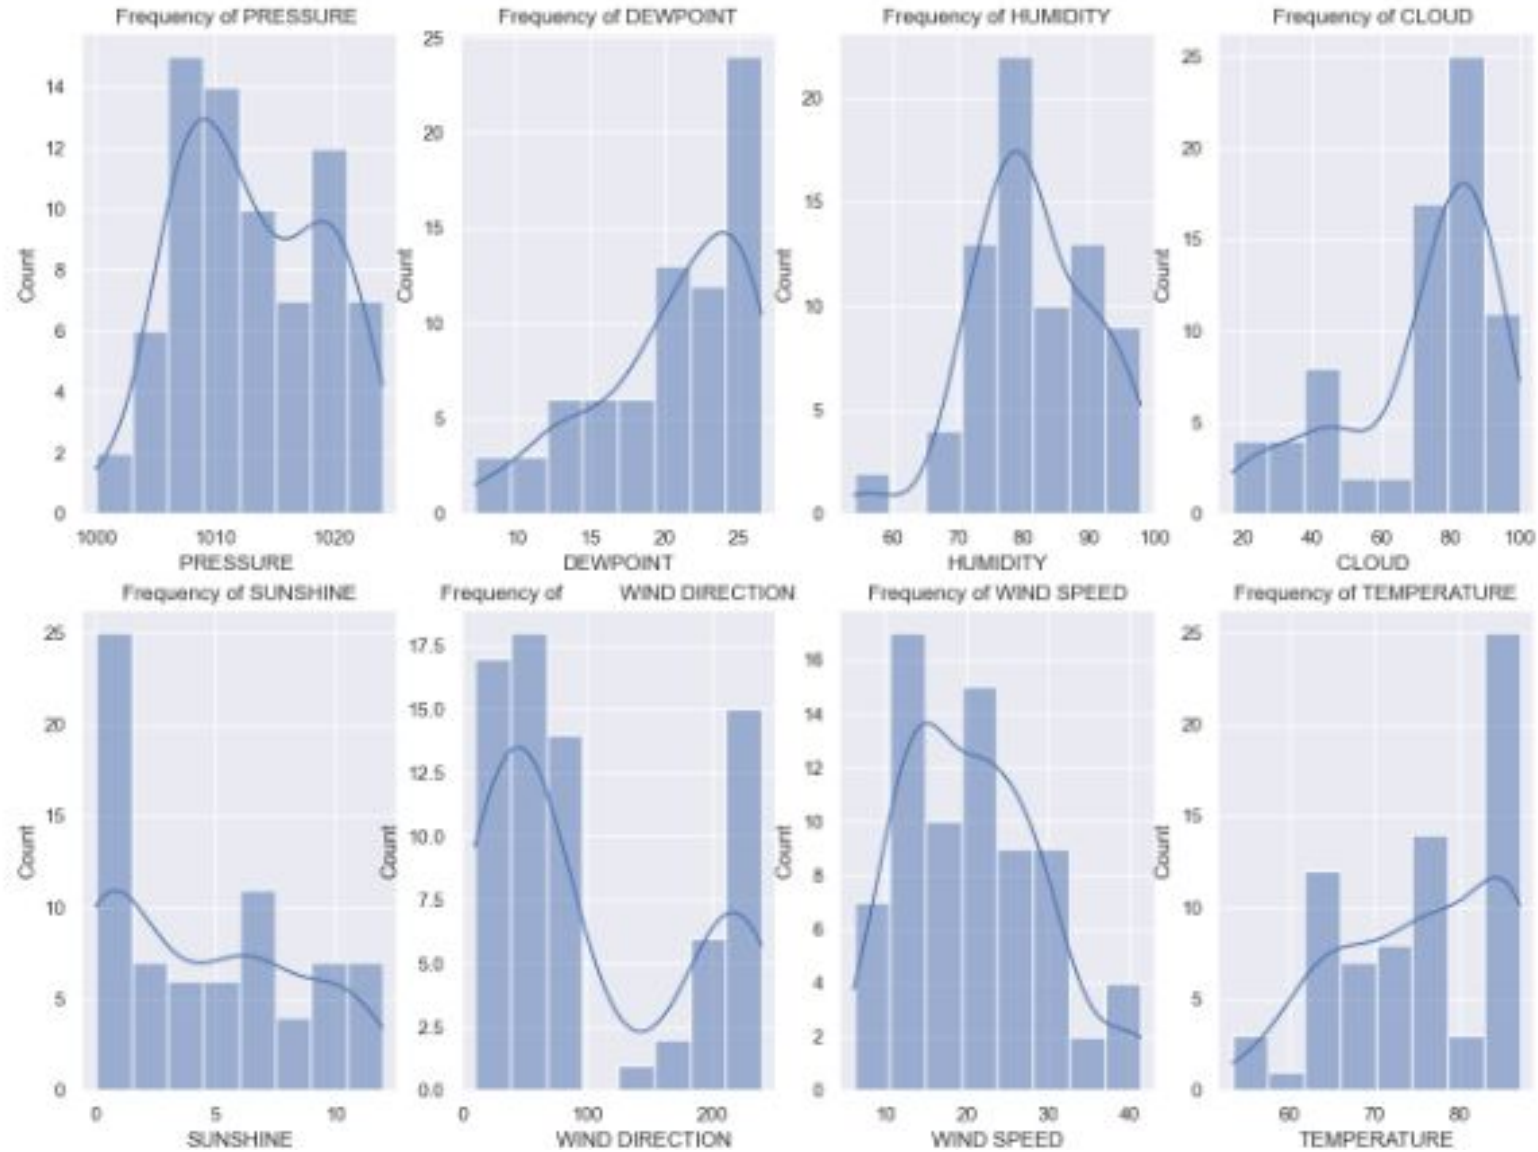 Frequency of PRESSURE
14
12
10
8
6
4
2
0
Count
1000 1010 1020
PRESSURE
Frequency of DEWPOINT
25
20
15
10
5
0
Count
10 15 20 25
DEWPOINT
Frequency of HUMIDITY
20
15
10
5
0
Count
60 70 80 90 100
HUMIDITY
Frequency of CLOUD
25
20
15
10
5
0
Count
20 40 60 80 100
CLOUD
Frequency of SUNSHINE
25
20
15
10
5
0
Count
0 5 10
SUNSHINE
Frequency of WIND DIRECTION
17.5
15.0
12.5
10.0
7.5
5.0
2.5
0.0
Count
0 100 200
WIND DIRECTION
Frequency of WIND SPEED
16
14
12
10
8
6
4
2
0
Count
10 20 30 40
WIND SPEED
Frequency of TEMPERATURE
25
20
15
10
5
0
Count
60 70 80
TEMPERATURE